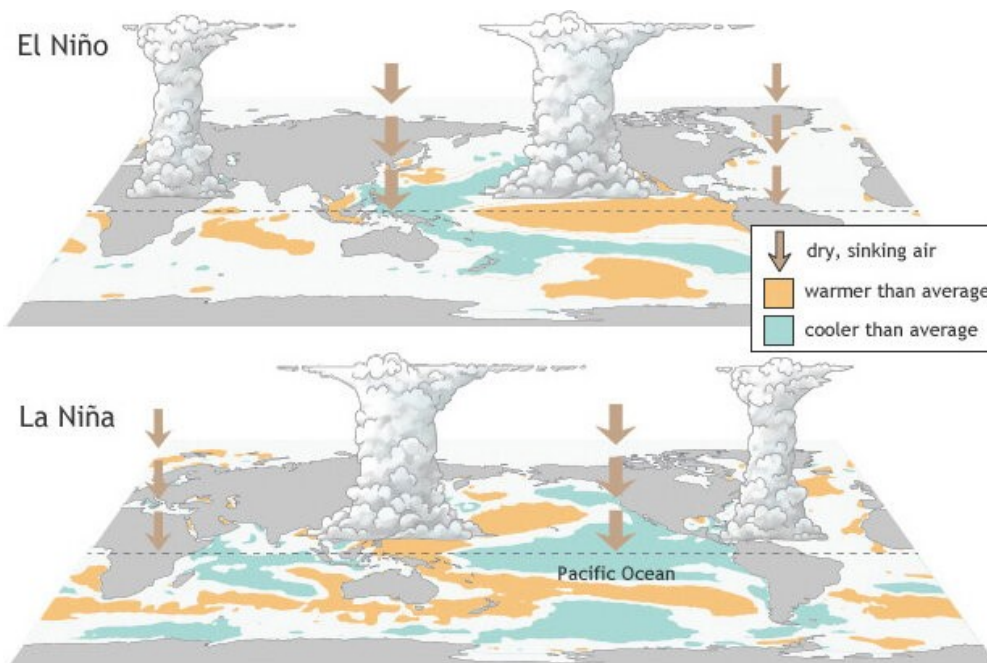 El Niño
dry, sinking air
warmer than average
cooler than average
La Niña
Pacific Ocean